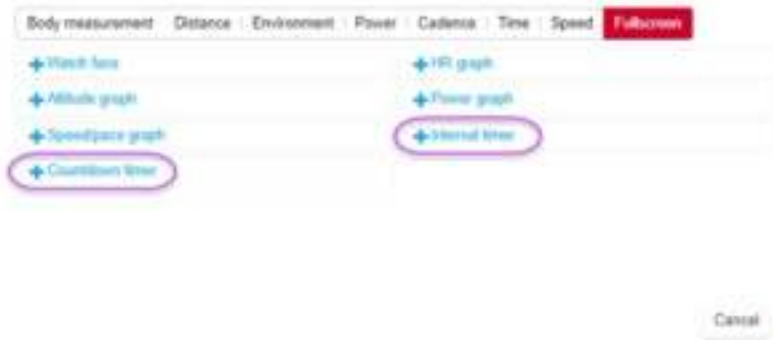 Body measurement Distance Environment Power Cadence Time Speed Fullscreen
Watch face
HR graph
Altitude graph
Power graph
Speed/pace graph
Interval timer
Countdown timer
Cancel